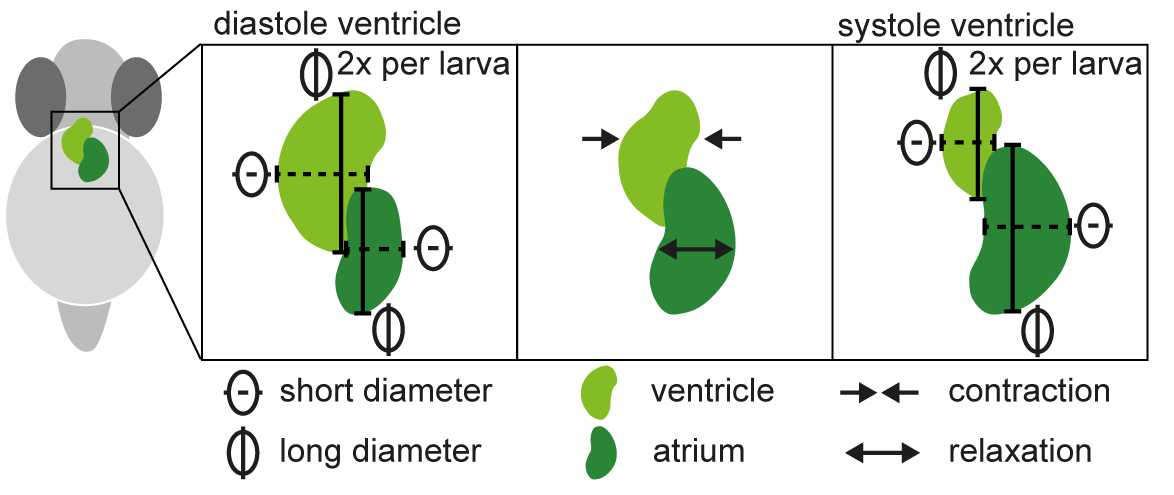 diastole ventricle
systole ventricle
2x per larva
2x per larva
short diameter
ventricle
contraction
long diameter
atrium
relaxation